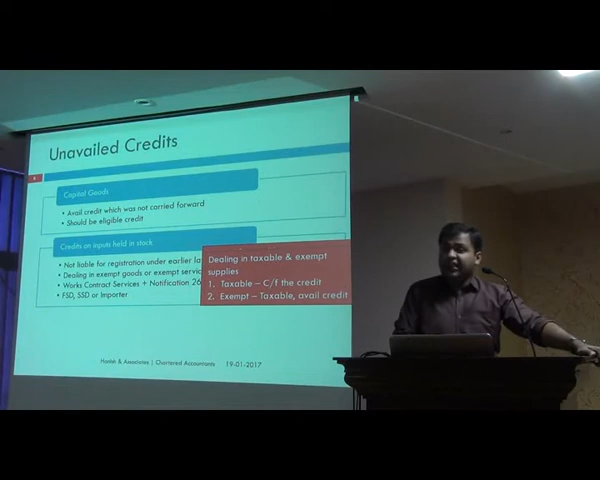 Unavailed Credits
Capital Goods
• Avail credit which was not carried forward
• Should be eligible credit
Credits on inputs held in stock
• Not liable for registration under earlier
• Dealing in exempt goods or exempt
• Works Contract Services + Notification 26
• FSD, SSD or Importer
Dealing in taxable & exempt
supplies
1. Taxable – C/f the credit
2. Exempt – Taxable, avail credit
& Associates | Chartered Accountants 19-01-2017